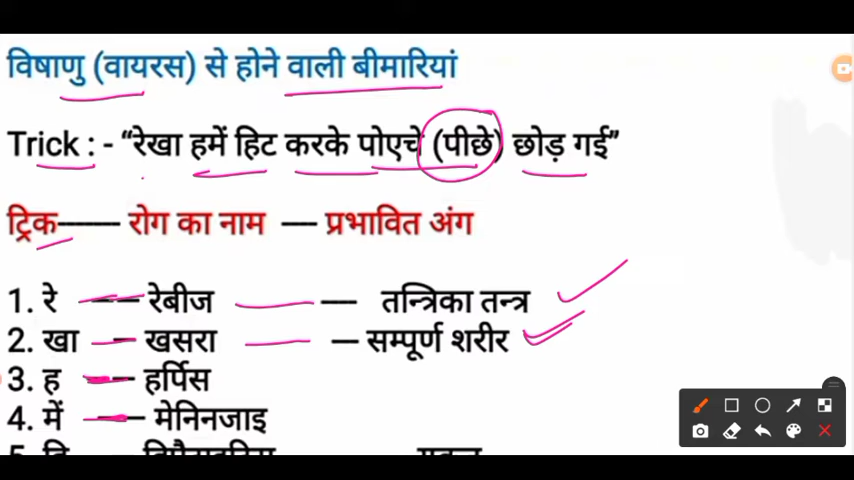 विषाणु (वायरस) से होने वाली बीमारियां
Trick : - “रेखा हमें हिट करके पोएचे (पीछे) छोड़ गई”
ट्रिक------- रोग का नाम ---- प्रभावित अंग
1. रे ------- रेबीज ---- तन्त्रिका तन्त्र
2. खा ---- खसरा --- सम्पूर्ण शरीर
3. ह ---- हर्पिस
4. में ---- मेनिनजाइ